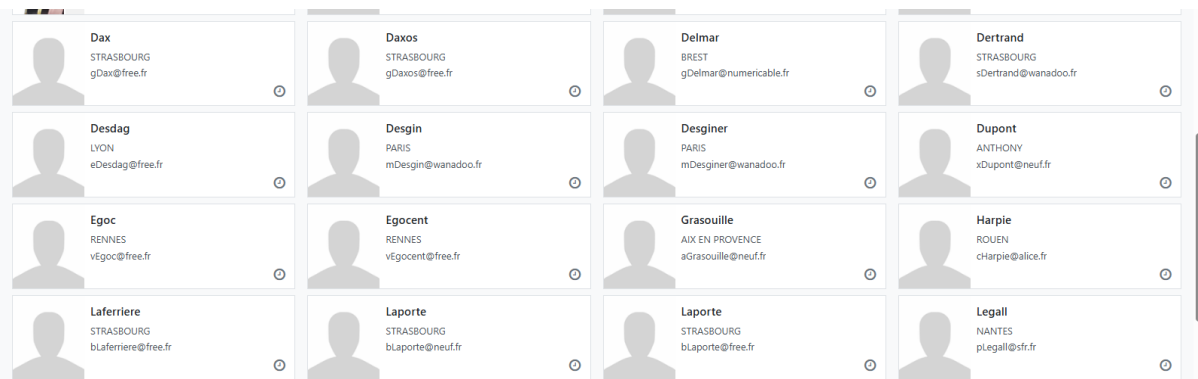 Dax
STRASBOURG
gDax@free.fr
Daxos
STRASBOURG
gDaxos@free.fr
Delmar
BREST
gDelmar@numericable.fr
Dertrand
STRASBOURG
sDertrand@wanadoo.fr
Desdag
LYON
eDesdag@free.fr
Desgin
PARIS
mDesgin@wanadoo.fr
Desginer
PARIS
mDesginer@wanadoo.fr
Dupont
ANTHONY
xDupont@neuf.fr
Egoc
RENNES
vEgoc@free.fr
Egocent
RENNES
vEgocent@free.fr
Grasouille
AIX EN PROVENCE
aGrasouille@neuf.fr
Harpie
ROUEN
cHarpie@alice.fr
Laferriere
STRASBOURG
bLaferriere@free.fr
Laporte
STRASBOURG
bLaporte@neuf.fr
Laporte
STRASBOURG
bLaporte@free.fr
Legall
NANTES
pLegall@sfr.fr